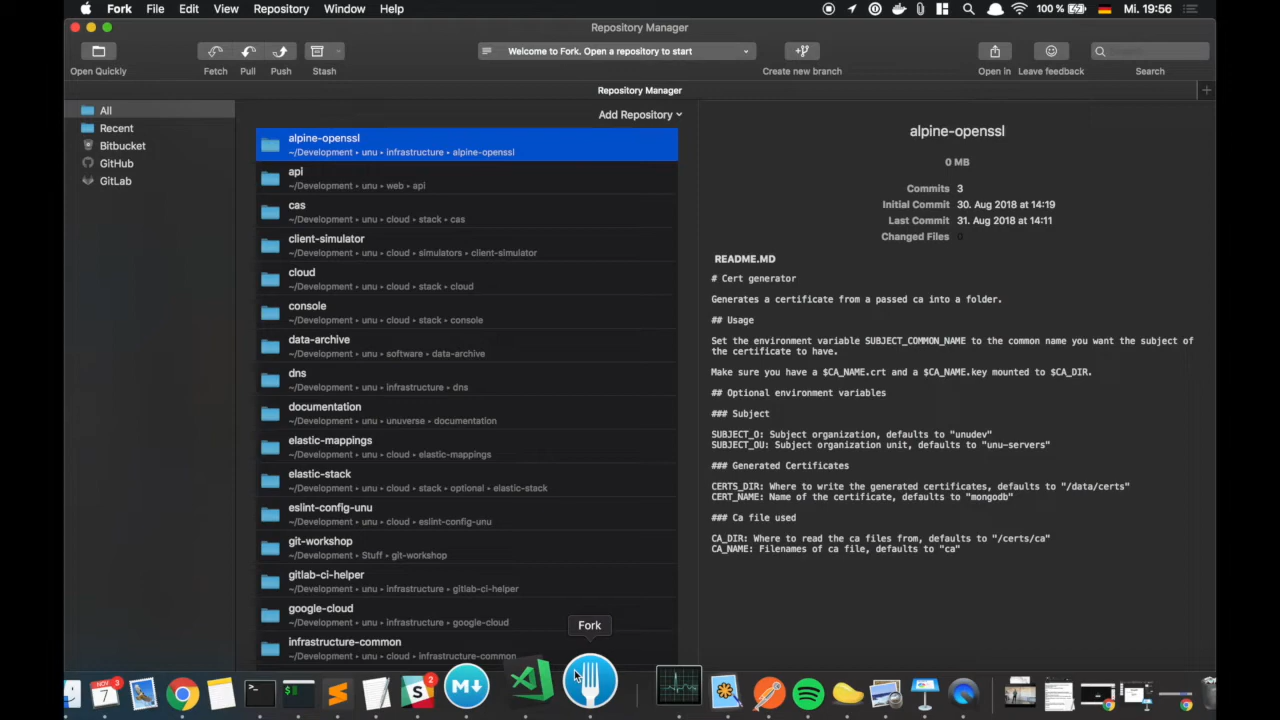 Fork File Edit View Repository Window Help
100 % Mi. 19:56
Repository Manager
Welcome to Fork. Open a repository to start
Open Quickly Fetch Pull Push Stash Create new branch Open in Leave feedback Search
Repository Manager
All
Recent
Bitbucket
GitHub
GitLab
Add Repository
alpine-openssl
~/Development ▸ unu ▸ infrastructure ▸ alpine-openssl
api
~/Development ▸ unu ▸ web ▸ api
cas
~/Development ▸ unu ▸ cloud ▸ stack ▸ cas
client-simulator
~/Development ▸ unu ▸ cloud ▸ simulators ▸ client-simulator
cloud
~/Development ▸ unu ▸ cloud ▸ stack ▸ cloud
console
~/Development ▸ unu ▸ cloud ▸ stack ▸ console
data-archive
~/Development ▸ unu ▸ software ▸ data-archive
dns
~/Development ▸ unu ▸ infrastructure ▸ dns
documentation
~/Development ▸ unu ▸ unuverse ▸ documentation
elastic-mappings
~/Development ▸ unu ▸ cloud ▸ elastic-mappings
elastic-stack
~/Development ▸ unu ▸ cloud ▸ stack ▸ optional ▸ elastic-stack
eslint-config-unu
~/Development ▸ unu ▸ cloud ▸ eslint-config-unu
git-workshop
~/Development ▸ Stuff ▸ git-workshop
gitlab-ci-helper
~/Development ▸ unu ▸ infrastructure ▸ gitlab-ci-helper
google-cloud
~/Development ▸ unu ▸ infrastructure ▸ google-cloud
infrastructure-common
~/Development ▸ unu ▸ cloud ▸ infrastructure-common
alpine-openssl
0 MB
Commits 3
Initial Commit 30. Aug 2018 at 14:19
Last Commit 31. Aug 2018 at 14:11
Changed Files 0
README.MD
# Cert generator
Generates a certificate from a passed ca into a folder.
## Usage
Set the environment variable SUBJECT_COMMON_NAME to the common name you want the subject of
the certificate to have.
Make sure you have a $CA_NAME.crt and a $CA_NAME.key mounted to $CA_DIR.
## Optional environment variables
### Subject
SUBJECT_O: Subject organization, defaults to "unudev"
SUBJECT_OU: Subject organization unit, defaults to "unu-servers"
### Generated Certificates
CERTS_DIR: Where to write the generated certificates, defaults to "/data/certs"
CERT_NAME: Name of the certificate, defaults to "mongodb"
### Ca file used
CA_DIR: Where to read the ca files from, defaults to "/certs/ca"
CA_NAME: Filenames of ca file, defaults to "ca"
Fork
NOV 3
7
S 2
M